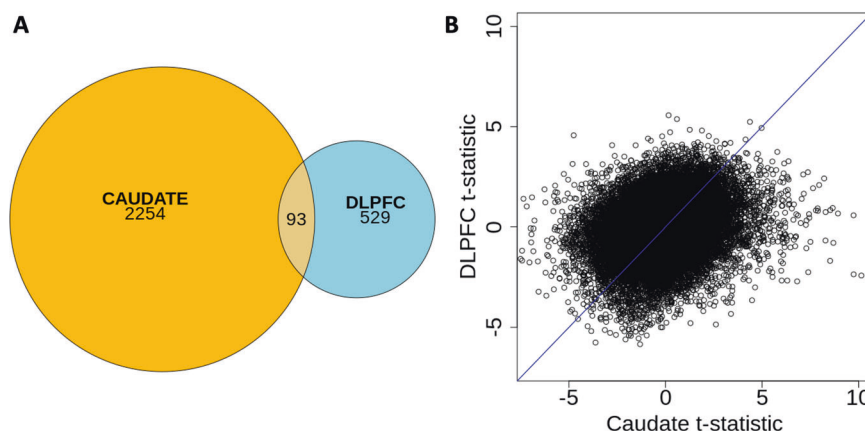 A
CAUDATE
2254
93
DLPFC
529
B
DLPFC t-statistic
10
5
0
-5
-5
0
5
10
Caudate t-statistic